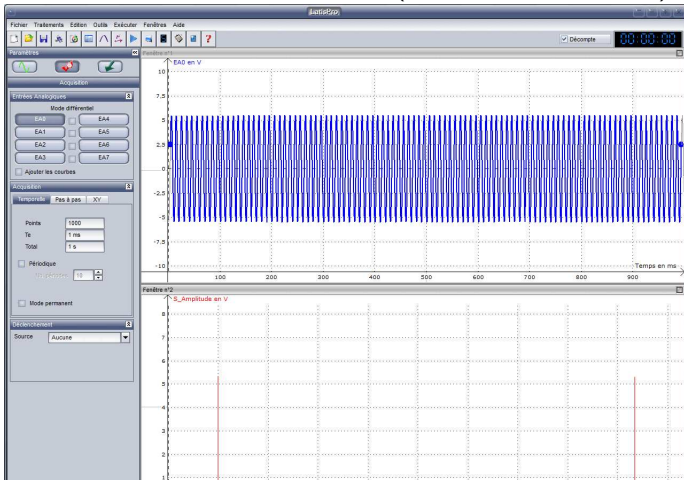 LatisPro
Fichier Traitements Edition Outils Exécuter Fenêtres Aide
Décompte
00:00:00
Paramètres
Acquisition
Entrées Analogiques
Mode différentiel
EA0 EA4
EA1 EA5
EA2 EA6
EA3 EA7
Ajouter les courbes
Acquisition
Temporelle Pas à pas XY
Points 1000
Te 1 ms
Total 1 s
Périodique
10
Mode permanent
Déclenchement
Source Aucune
Fenêtre n°1
EA0 en V
10
7,5
5
2,5
0
-2,5
-5
-7,5
-10
Temps en ms
100 200 300 400 500 600 700 800 900
Fenêtre n°2
S_Amplitude en V
8
7
6
5
4
3
2
1